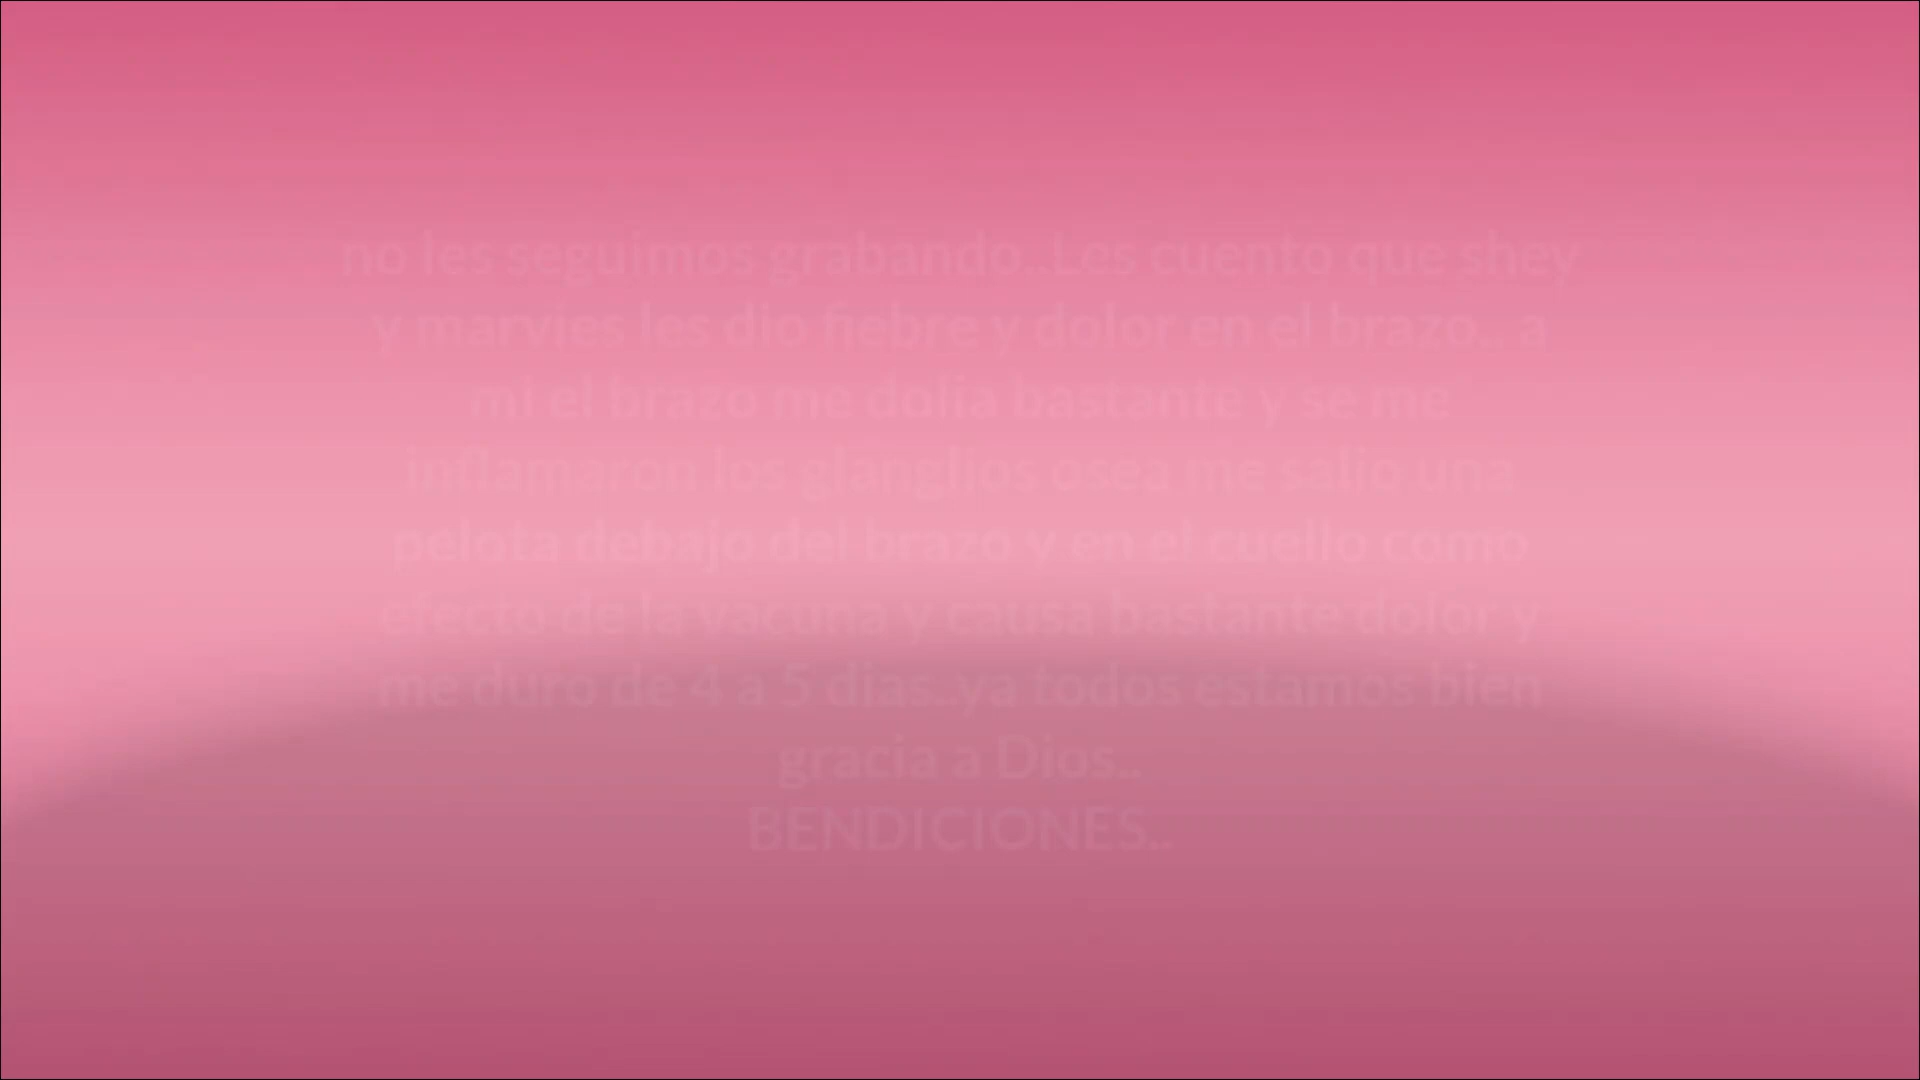 no les seguimos grabando..Les cuento que shey
y marvies les dio fiebre y dolor en el brazo.. a
mi el brazo me dolia bastante y se me
inflamaron los glanglios osea me salio una
pelota debajo del brazo y en el cuello como
efecto de la vacuna y causa bastante dolor y
me duro de 4 a 5 dias..ya todos estamos bien
gracia a Dios..
BENDICIONES..